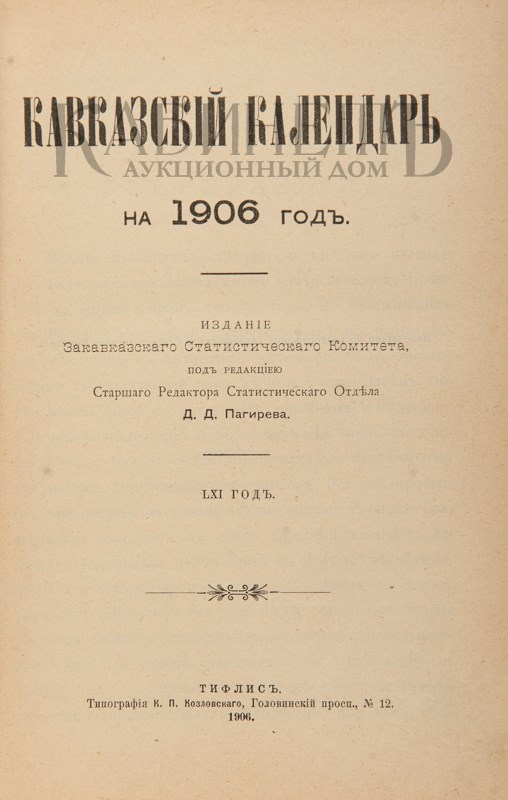 КАВКАЗСКІЙ КАЛЕНДАРЬ
КАБИНЕТЪ
АУКЦИОННЫЙ ДОМ
НА 1906 ГОДЪ.
ИЗДАНІЕ
Закавказскаго Статистическаго Комитета,
ПОДЪ РЕДАКЦІЕЮ
Старшаго Редактора Статистическаго Отдѣла
Д. Д. Пагирева.
LXI ГОДЪ.
ТИФЛИСЪ.
Типографія К. П. Козловскаго, Головинскій просп., № 12.
1906.